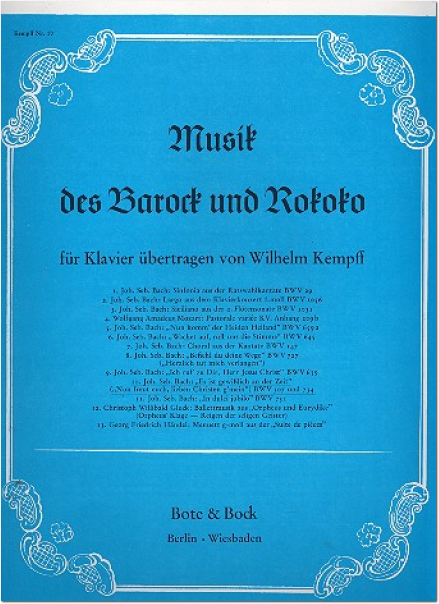 Kempff Nr. 22
Musik
des Barock und Rokoko
für Klavier übertragen von Wilhelm Kempff
1. Joh. Seb. Bach: Sinfonia aus der Ratswahlkantate BWV 29
2. Joh. Seb. Bach: Largo aus dem Klavierkonzert f-moll BWV 1056
3. Joh. Seb. Bach: Siciliano aus der 2. Flötensonate BWV 1031
4. Wolfgang Amadeus Mozart: Pastorale variée K.V. Anhang 209b
5. Joh. Seb. Bach: „Nun komm' der Heiden Heiland" BWV 659a
6. Joh. Seb. Bach: „Wachet auf, ruft uns die Stimme" BWV 645
7. Joh. Seb. Bach: Choral aus der Kantate BWV 147
8. Joh. Seb. Bach: „Befiehl du deine Wege" BWV 727
(„Herzlich tut mich verlangen")
9. Joh. Seb. Bach: „Ich ruf' zu Dir, Herr Jesus Christ" BWV 639
10. Joh. Seb. Bach: „Es ist gewißlich an der Zeit"
(„Nun freut euch, lieben Christen g'mein") BWV 307 und 734
11. Joh. Seb. Bach: „In dulci jubilo" BWV 751
12. Christoph Willibald Gluck: Ballettmusik aus „Orpheus und Eurydike"
(Orpheus' Klage — Reigen der seligen Geister)
13. Georg Friedrich Händel: Menuett g-moll aus der „Suite de pièces"
Bote & Bock
Berlin · Wiesbaden